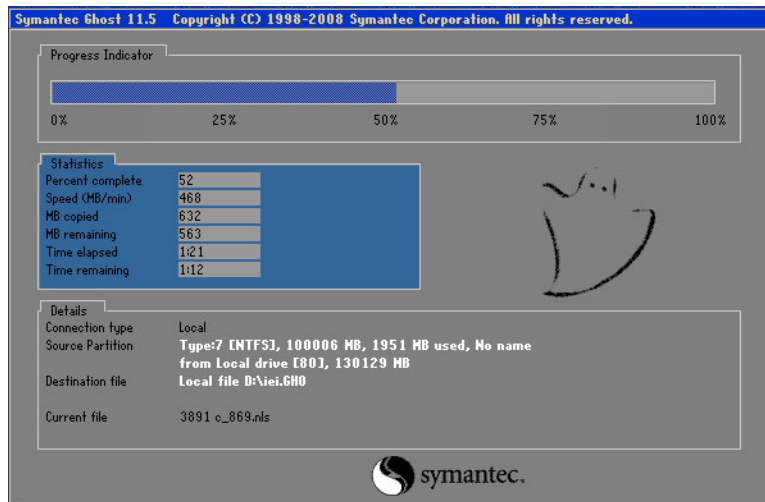 Symantec Ghost 11.5 Copyright (C) 1998-2008 Symantec Corporation. All rights reserved.
Progress Indicator
0% 25% 50% 75% 100%
Statistics
Percent complete 52
Speed (MB/min) 468
MB copied 632
MB remaining 563
Time elapsed 1:21
Time remaining 1:12
Details
Connection type Local
Source Partition Type:7 [NTFS], 100006 MB, 1951 MB used, No name
from Local drive [80], 130129 MB
Destination file Local file D:\iei.GHO
Current file 3891 c_869.nls
symantec.